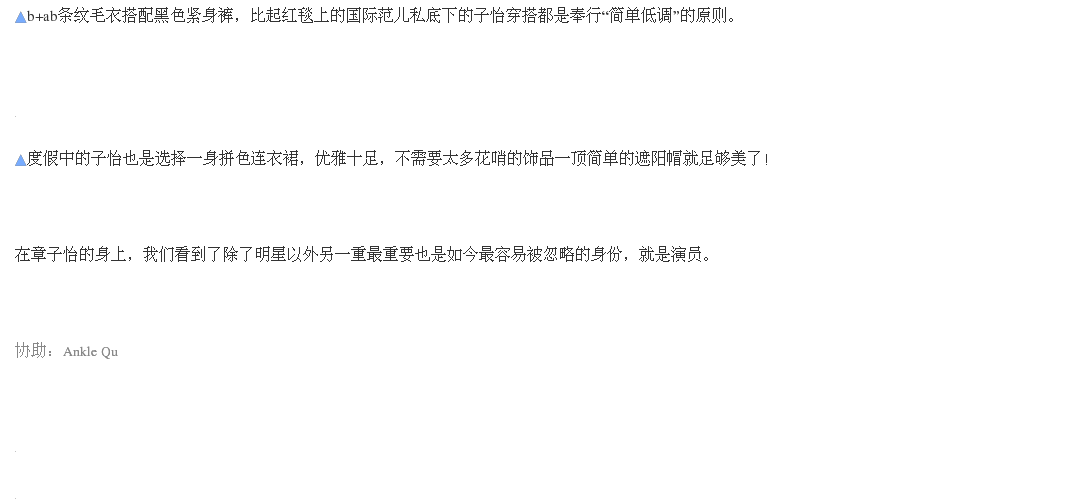 ▲b+ab条纹毛衣搭配黑色紧身裤，比起红毯上的国际范儿私底下的子怡穿搭都是奉行“简单低调”的原则。
▲度假中的子怡也是选择一身拼色连衣裙，优雅十足，不需要太多花哨的饰品一顶简单的遮阳帽就足够美了！
在章子怡的身上，我们看到了除了明星以外另一重最重要也是如今最容易被忽略的身份，就是演员。
协助：Ankle Qu